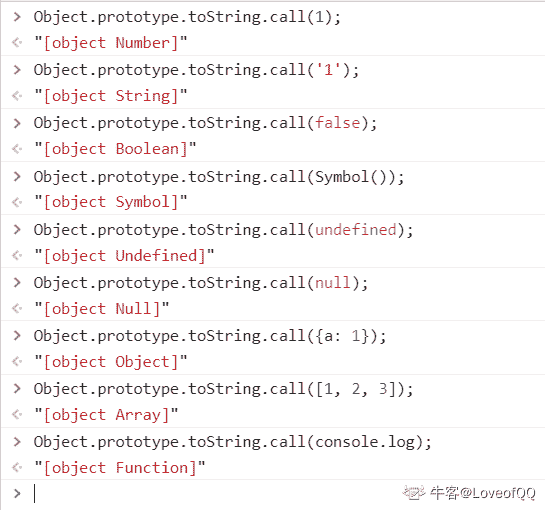 > Object.prototype.toString.call(1);
< "[object Number]"
> Object.prototype.toString.call('1');
< "[object String]"
> Object.prototype.toString.call(false);
< "[object Boolean]"
> Object.prototype.toString.call(Symbol());
< "[object Symbol]"
> Object.prototype.toString.call(undefined);
< "[object Undefined]"
> Object.prototype.toString.call(null);
< "[object Null]"
> Object.prototype.toString.call({a: 1});
< "[object Object]"
> Object.prototype.toString.call([1, 2, 3]);
< "[object Array]"
> Object.prototype.toString.call(console.log);
< "[object Function]"
>
牛客@LoveofQQ